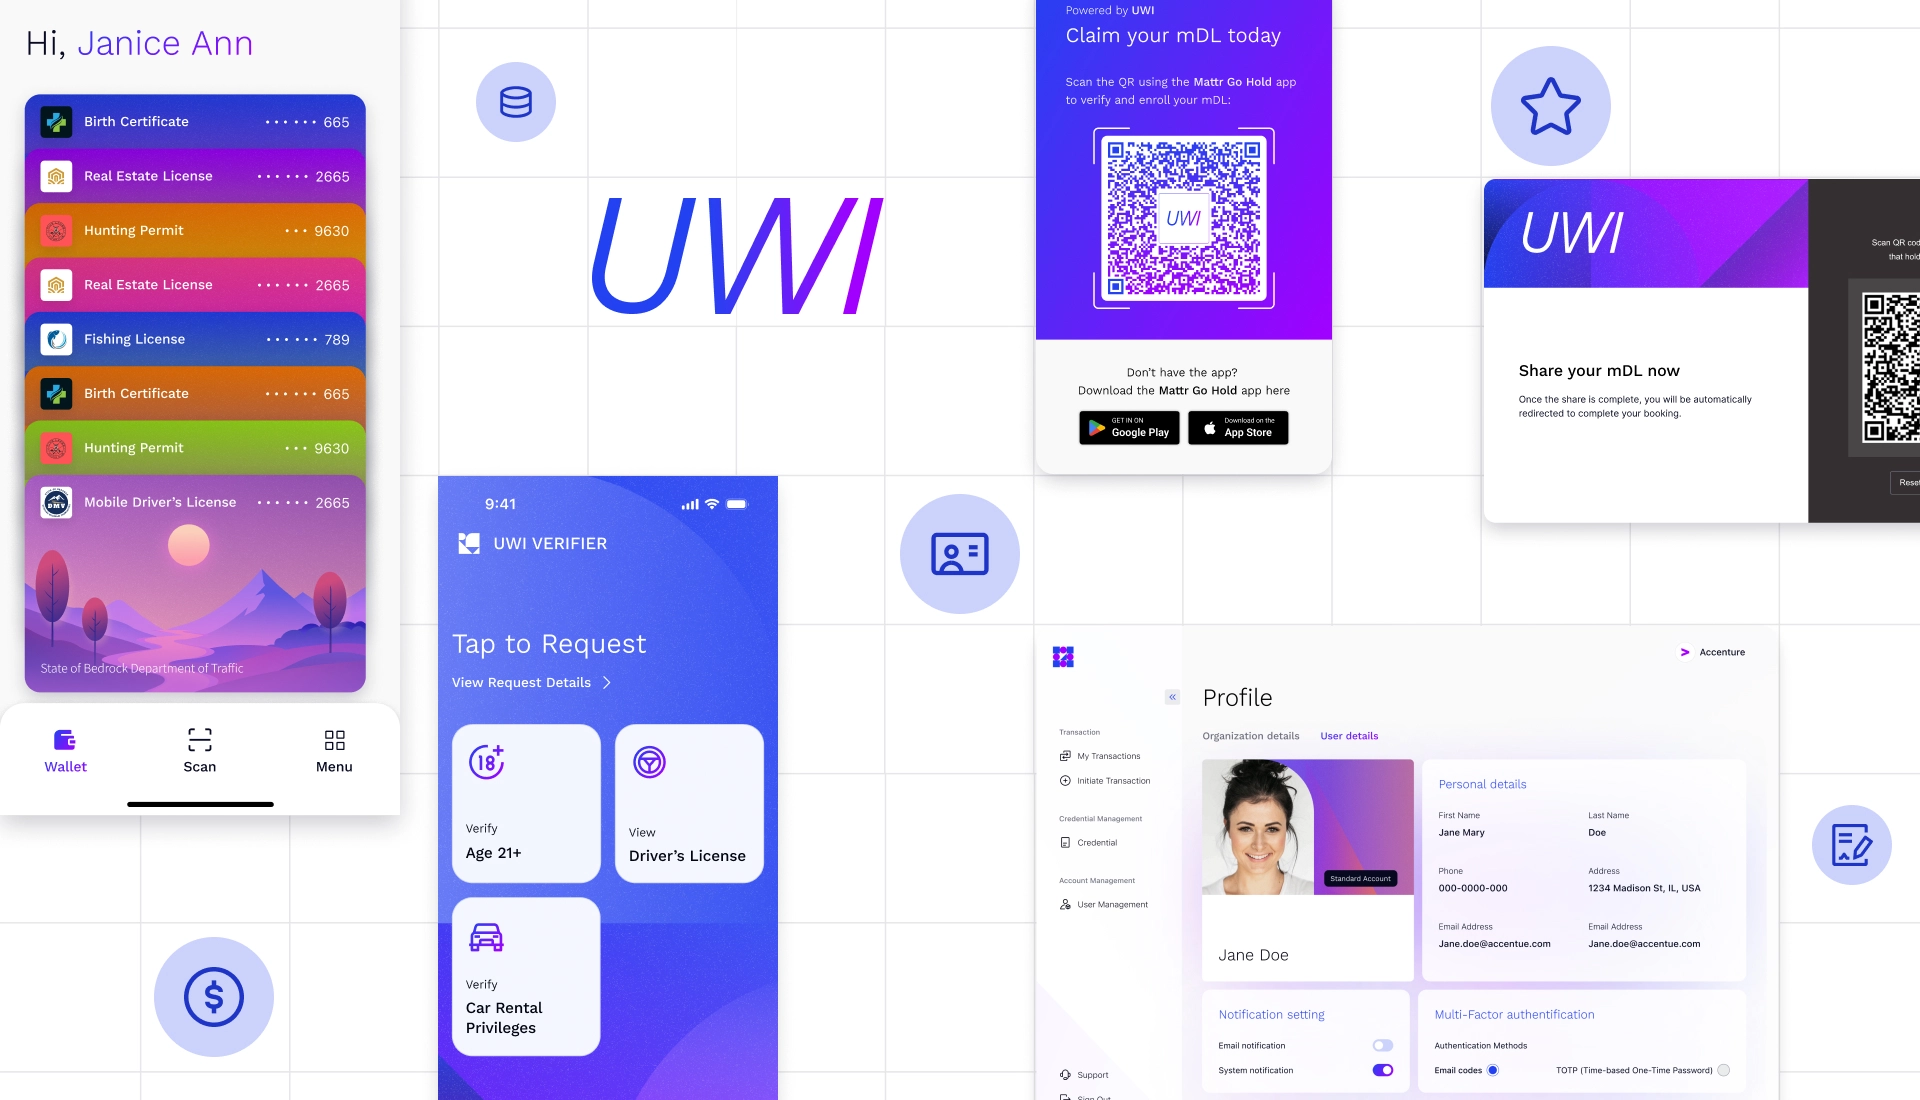 Hi, Janice Ann
Birth Certificate •••••• 665
Real Estate License •••••• 2665
Hunting Permit ••• 9630
Real Estate License •••••• 2665
Fishing License •••••• 789
Birth Certificate •••••• 665
Hunting Permit ••• 9630
DMV
Mobile Driver’s License •••••• 2665
State of Bedrock Department of Traffic
Wallet
Scan
Menu
UWI
9:41
UWI VERIFIER
Tap to Request
View Request Details
18+
Verify
Age 21+
View
Driver’s License
Verify
Car Rental
Privileges
Powered by UWI
Claim your mDL today
Scan the QR using the Mattr Go Hold app
to verify and enroll your mDL:
UWI
Don’t have the app?
Download the Mattr Go Hold app here
GET IN ON
Google Play
Download on the
App Store
UWI
Share your mDL now
Once the share is complete, you will be automatically
redirected to complete your booking.
Scan QR
that hold
Reset
Accenture
Profile
Organization details
User details
Transaction
My Transactions
Initiate Transaction
Credential Management
Credential
Account Management
User Management
Support
Sign Out
Standard Account
Jane Doe
Personal details
First Name
Jane Mary
Last Name
Doe
Phone
000-0000-000
Address
1234 Madison St, IL, USA
Email Address
Jane.doe@accentue.com
Email Address
Jane.doe@accentue.com
Notification setting
Email notification
System notification
Multi-Factor authentification
Authentication Methods
Email codes
TOTP (Time-based One-Time Password)